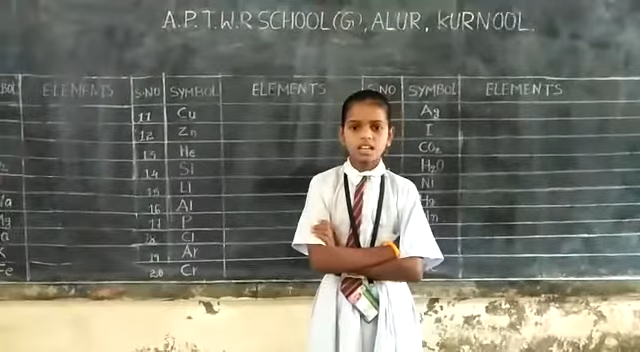 A.P.T.W.R SCHOOL(G), ALUR, KURNOOL.
ELEMENTS S.NO SYMBOL ELEMENTS S.NO SYMBOL ELEMENTS
11 Cu Ag
12 Zn I
13 He CO2
14 Si H2O
15 Li Ni
16 Al
17 P
18 Cl
19 Ar
Fe 20 Cr